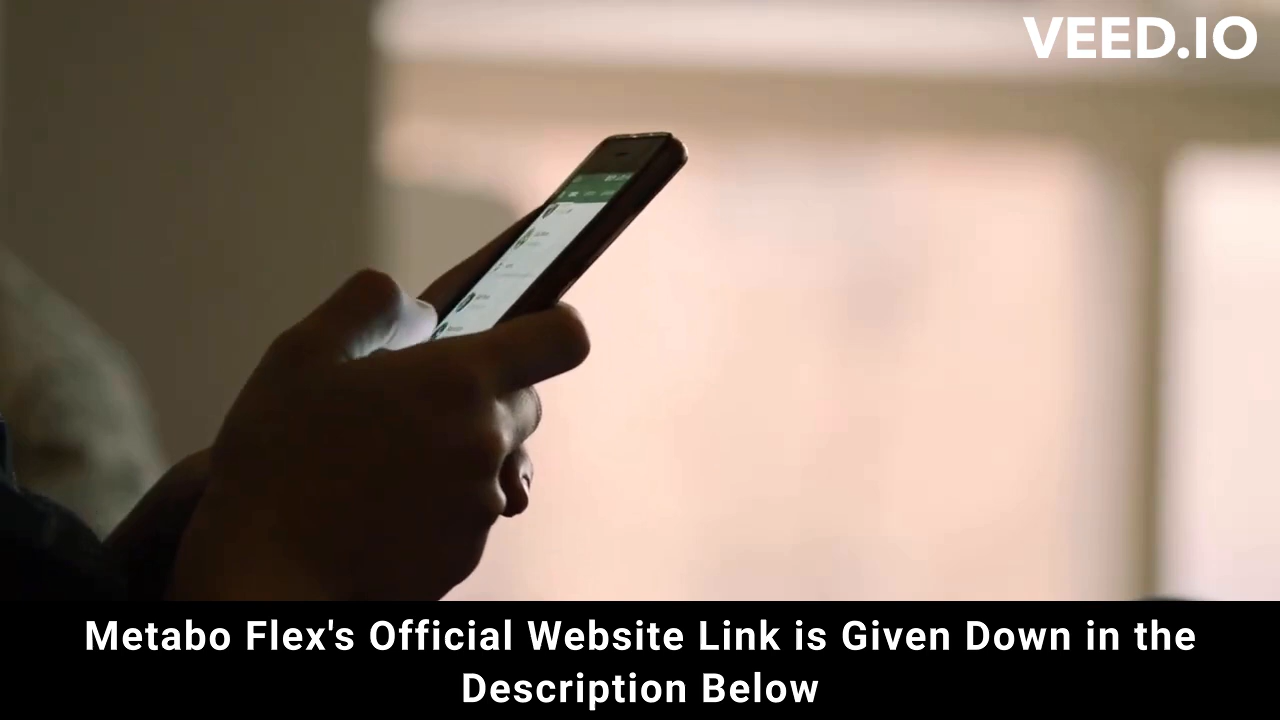 VEED.IO
Metabo Flex's Official Website Link is Given Down in the
Description Below